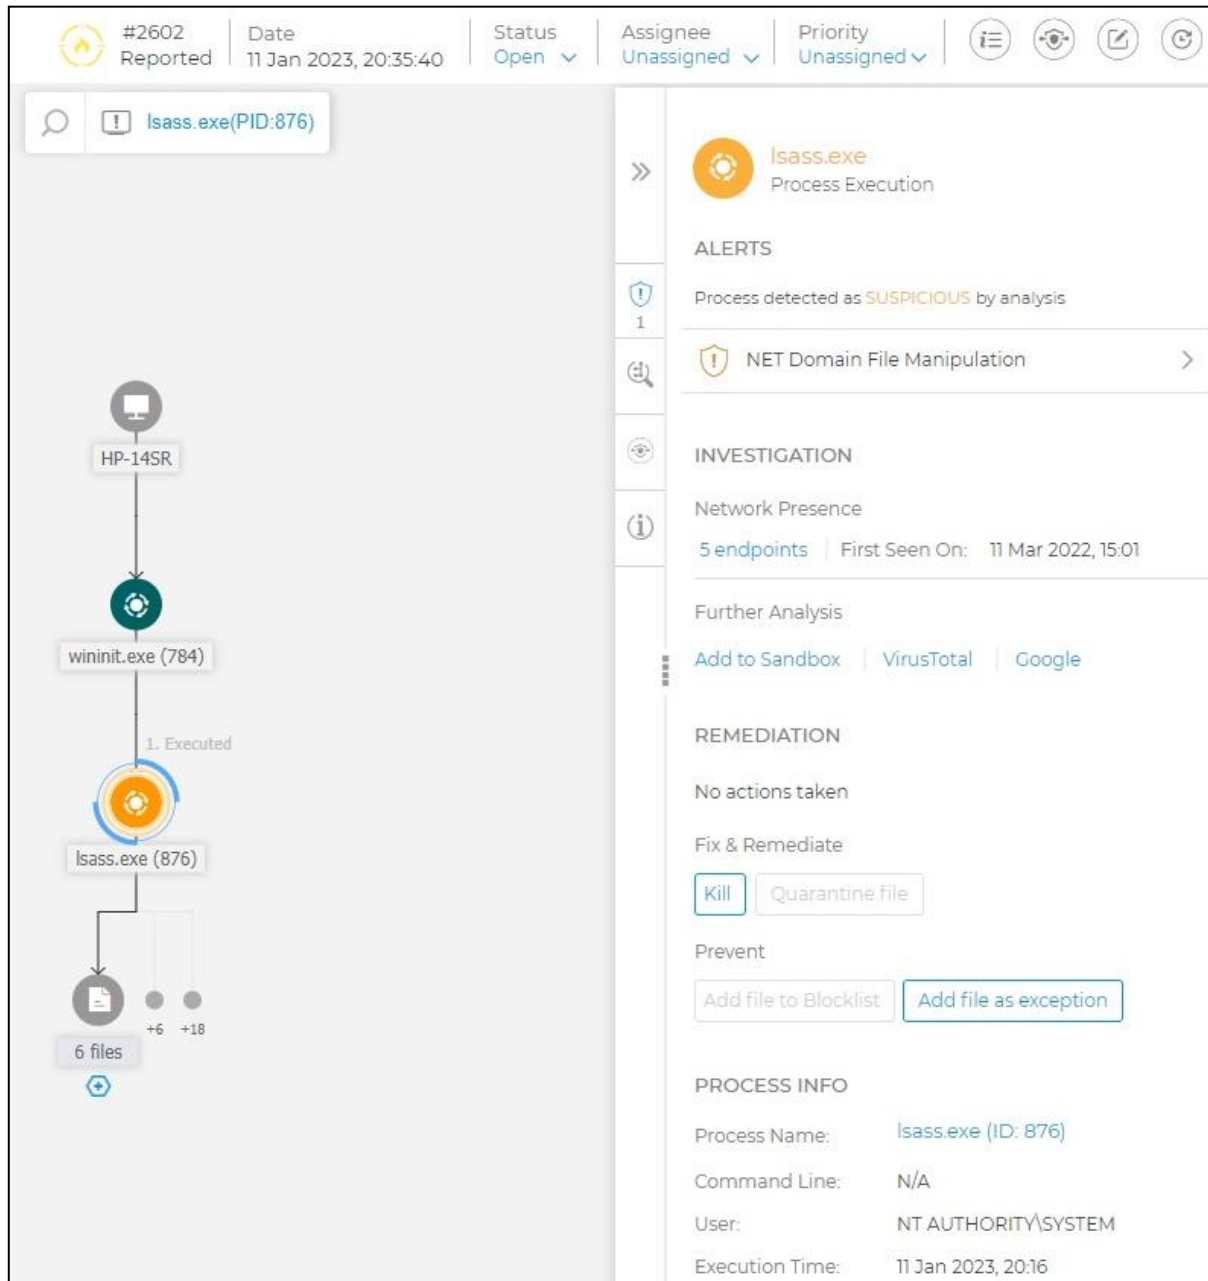 #2602
Reported
Date
11 Jan 2023, 20:35:40
Status
Open
Assignee
Unassigned
Priority
Unassigned
lsass.exe(PID:876)
HP-14SR
wininit.exe (784)
1. Executed
lsass.exe (876)
+6
+18
6 files
1
lsass.exe
Process Execution
ALERTS
Process detected as SUSPICIOUS by analysis
NET Domain File Manipulation
INVESTIGATION
Network Presence
5 endpoints First Seen On: 11 Mar 2022, 15:01
Further Analysis
Add to Sandbox VirusTotal Google
REMEDIATION
No actions taken
Fix & Remediate
Kill Quarantine file
Prevent
Add file to Blocklist Add file as exception
PROCESS INFO
Process Name: lsass.exe (ID: 876)
Command Line: N/A
User: NT AUTHORITY\SYSTEM
Execution Time: 11 Jan 2023, 20:16